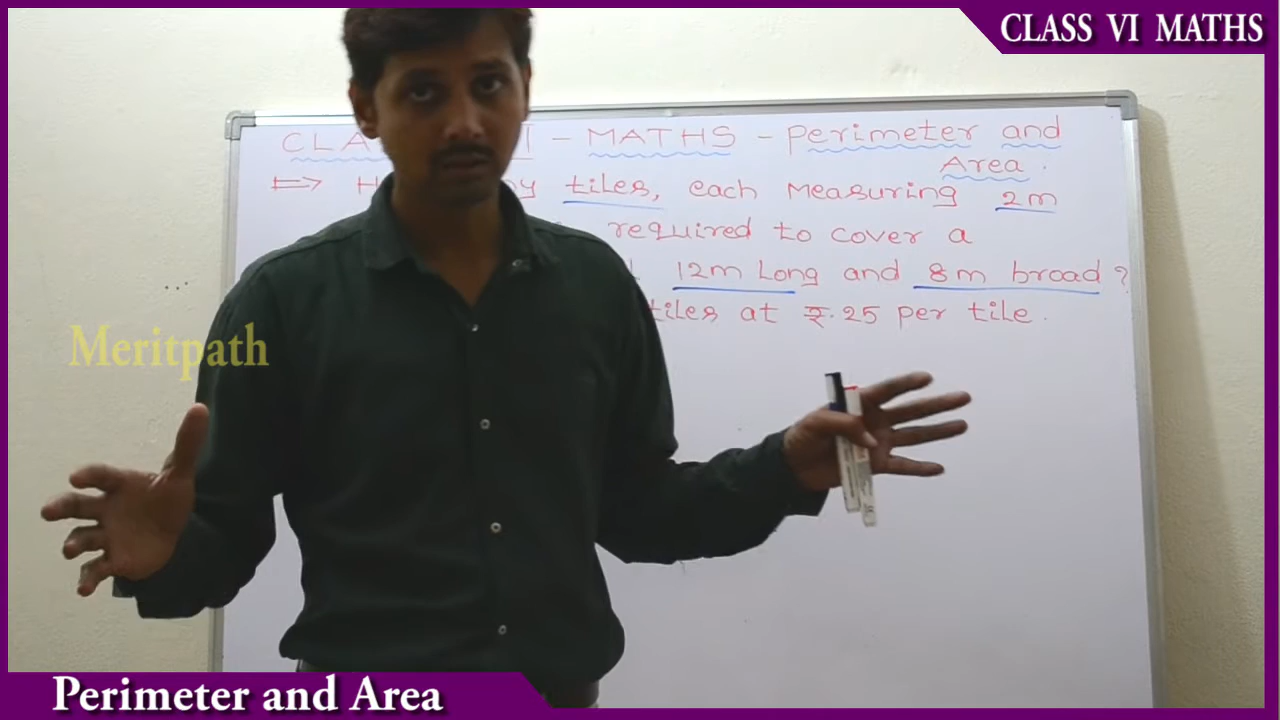 CLASS VI MATHS
MATHS - Perimeter and
Area.
⇒ tiles, each Measuring 2m
required to cover a
12m Long and 8m broad?
tiles at ₹.25 per tile.
Meritpath
Perimeter and Area